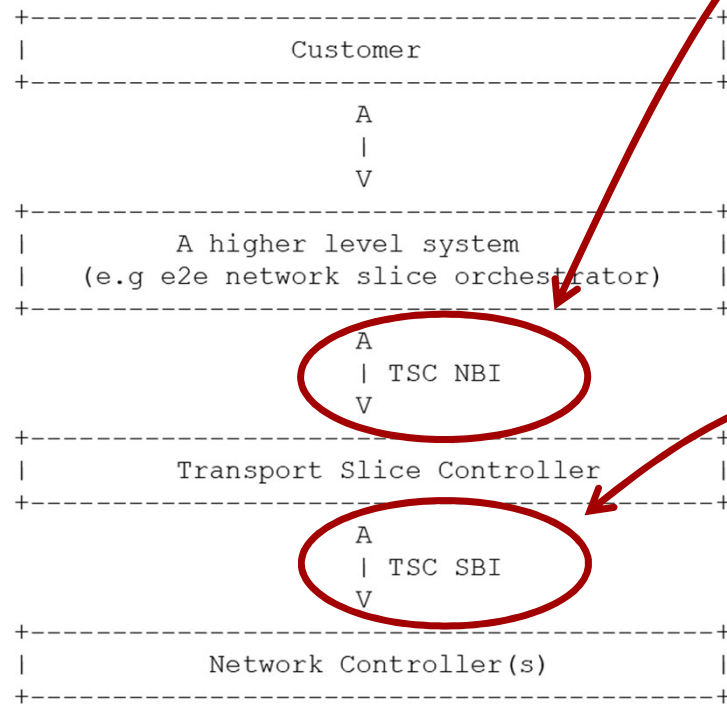 Customer
A
|
V
A higher level system
(e.g e2e network slice orchestrator)
A
| TSC NBI
V
Transport Slice Controller
A
| TSC SBI
V
Network Controller(s)